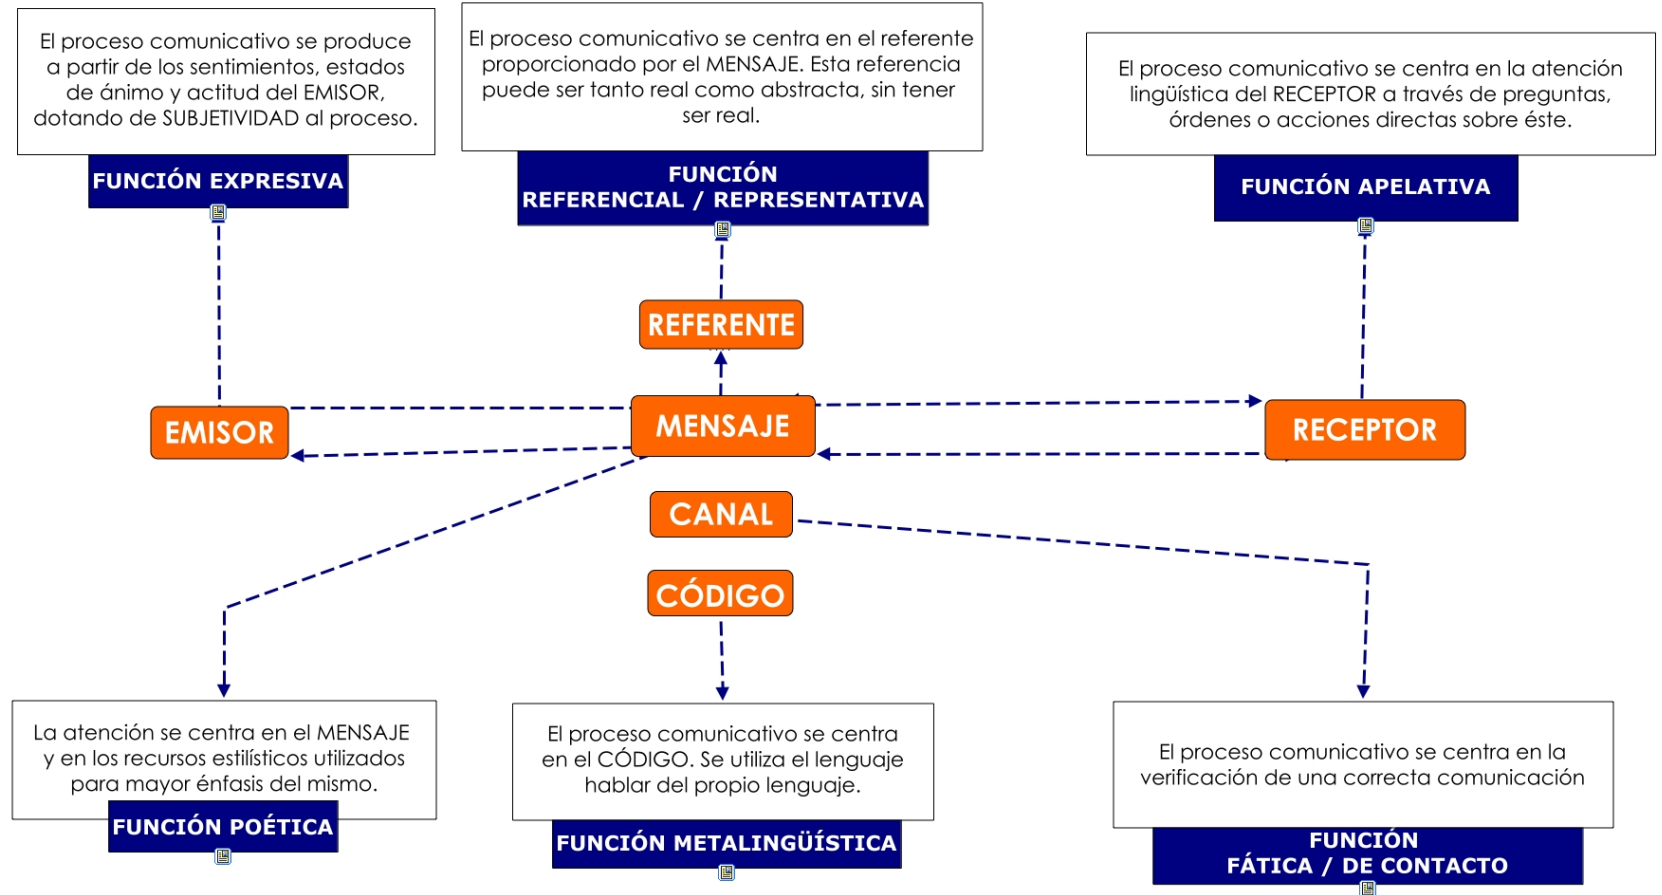 El proceso comunicativo se produce
a partir de los sentimientos, estados
de ánimo y actitud del EMISOR,
dotando de SUBJETIVIDAD al proceso.
FUNCIÓN EXPRESIVA
El proceso comunicativo se centra en el referente
proporcionado por el MENSAJE. Esta referencia
puede ser tanto real como abstracta, sin tener
ser real.
FUNCIÓN
REFERENCIAL / REPRESENTATIVA
El proceso comunicativo se centra en la atención
lingüística del RECEPTOR a través de preguntas,
órdenes o acciones directas sobre éste.
FUNCIÓN APELATIVA
REFERENTE
EMISOR
MENSAJE
RECEPTOR
CANAL
CÓDIGO
La atención se centra en el MENSAJE
y en los recursos estilísticos utilizados
para mayor énfasis del mismo.
FUNCIÓN POÉTICA
El proceso comunicativo se centra
en el CÓDIGO. Se utiliza el lenguaje
hablar del propio lenguaje.
FUNCIÓN METALINGÜÍSTICA
El proceso comunicativo se centra en la
verificación de una correcta comunicación
FUNCIÓN
FÁTICA / DE CONTACTO